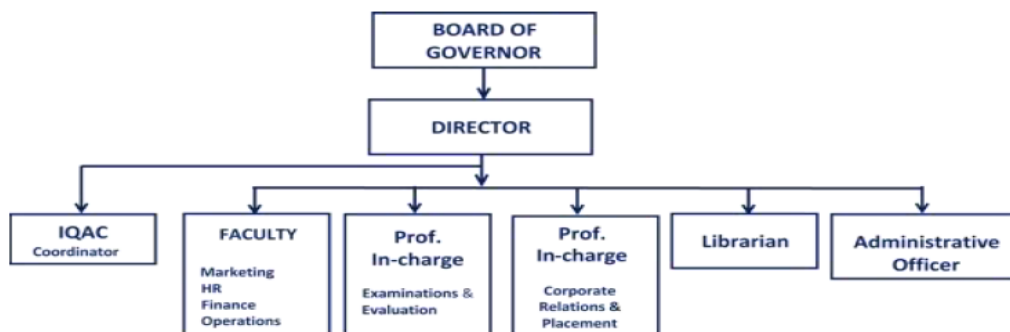 BOARD OF
GOVERNOR
DIRECTOR
IQAC
Coordinator
FACULTY
Marketing
HR
Finance
Operations
Prof.
In-charge
Examinations &
Evaluation
Prof.
In-charge
Corporate
Relations &
Placement
Librarian
Administrative
Officer